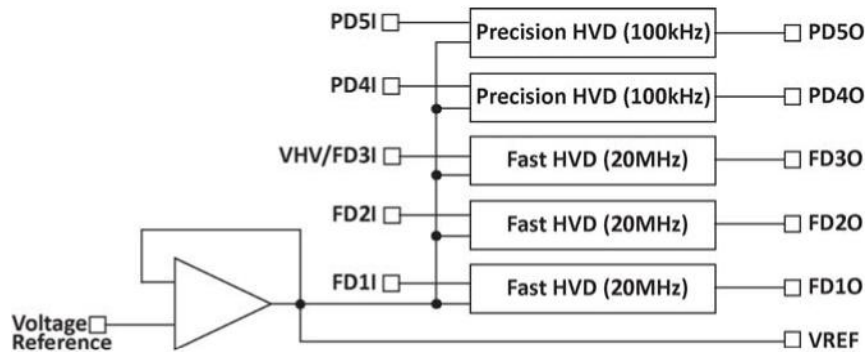 PD5I Precision HVD (100kHz) PD5O
PD4I Precision HVD (100kHz) PD4O
VHV/FD3I Fast HVD (20MHz) FD3O
FD2I Fast HVD (20MHz) FD2O
FD1I Fast HVD (20MHz) FD1O
Voltage
Reference
VREF